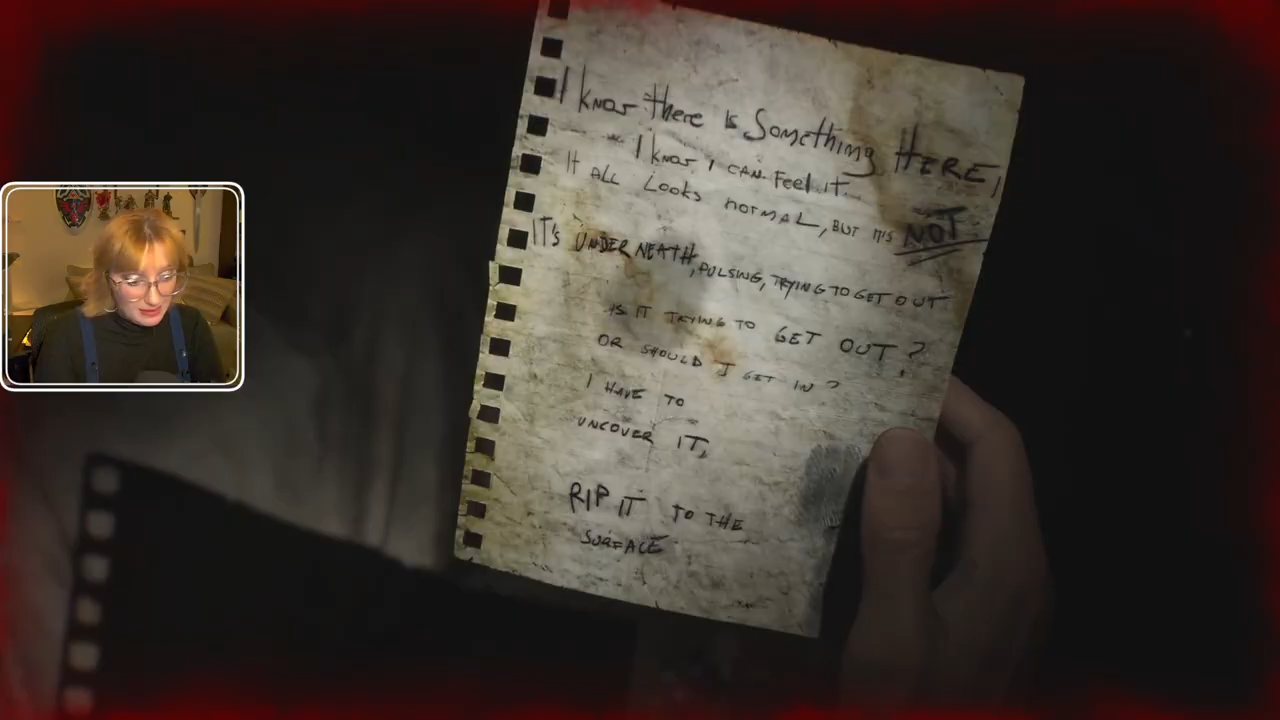 I know there is Something HERE,
I know, I can feel it..
It all looks normal, but it's NOT
It's UNDERNEATH, pulsing, trying to get out
is it trying to GET OUT?
or should I get in?
I have to
uncover it,
RIP IT to the
surface